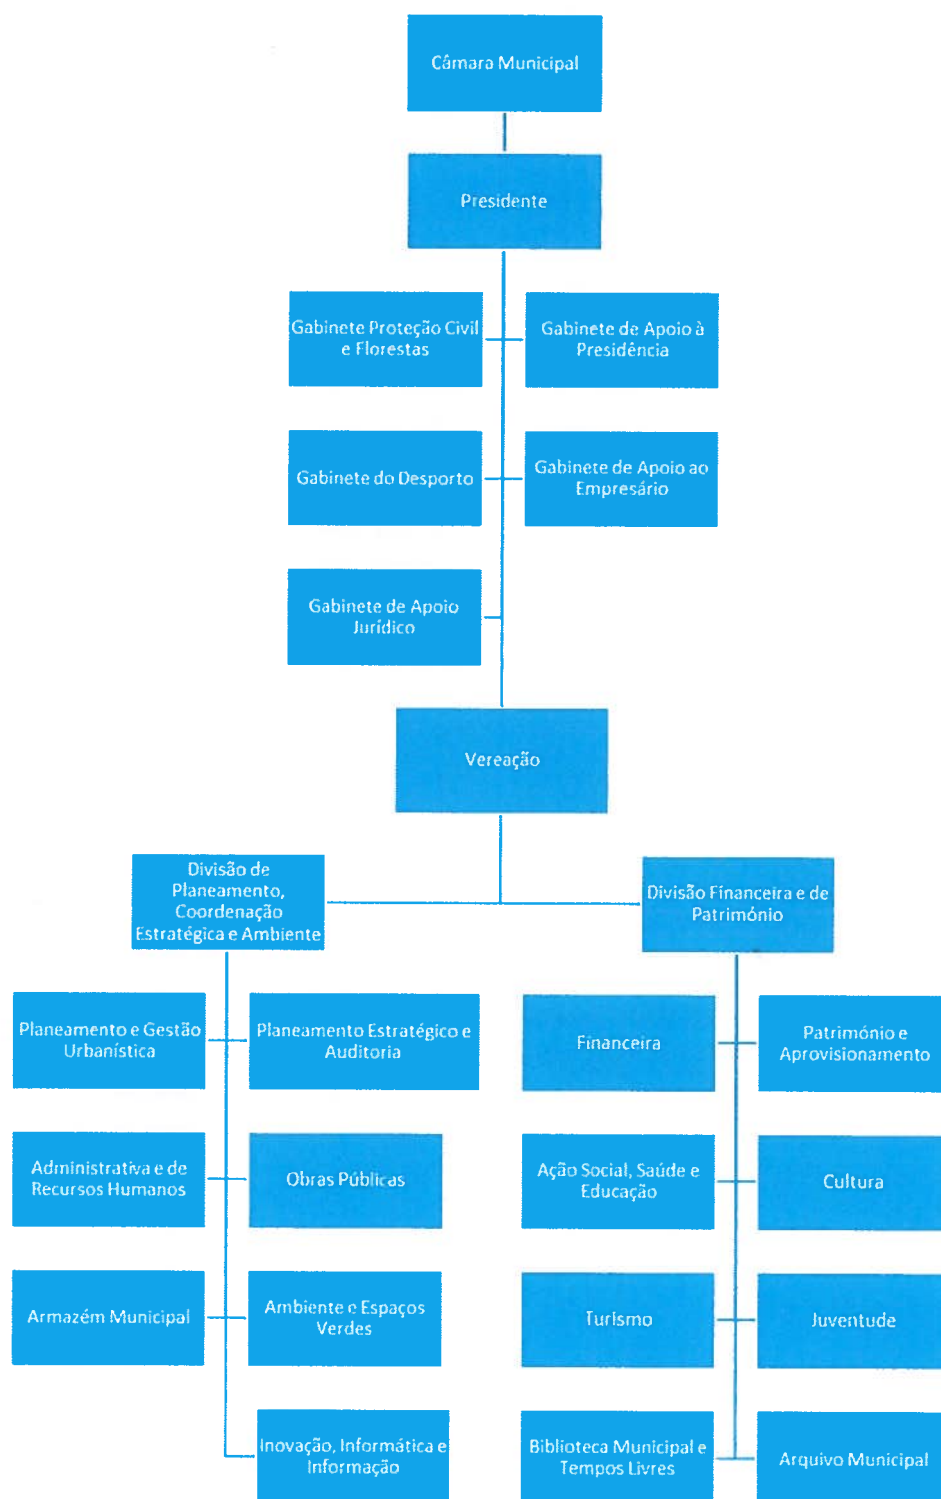 Câmara Municipal
Presidente
Gabinete Proteção Civil
e Florestas
Gabinete de Apoio à
Presidência
Gabinete do Desporto
Gabinete de Apoio ao
Empresário
Gabinete de Apoio
Jurídico
Vereação
Divisão de
Planeamento,
Coordenação
Estratégica e Ambiente
Divisão Financeira e de
Património
Planeamento e Gestão
Urbanística
Planeamento Estratégico e
Auditoria
Administrativa e de
Recursos Humanos
Obras Públicas
Armazém Municipal
Ambiente e Espaços
Verdes
Inovação, Informática e
Informação
Financeira
Património e
Aprovisionamento
Ação Social, Saúde e
Educação
Cultura
Turismo
Juventude
Biblioteca Municipal e
Tempos Livres
Arquivo Municipal